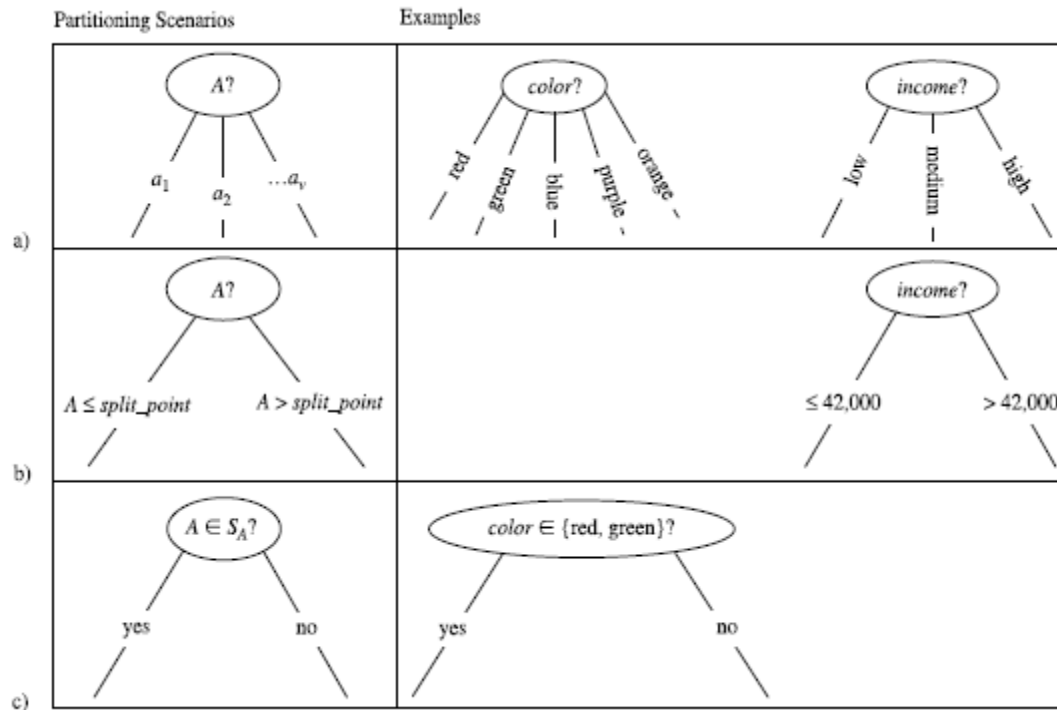 Partitioning Scenarios
Examples
A?
a1
a2
...av
color?
red
green
blue
purple
orange
income?
low
medium
high
a)
A?
A ≤ split_point
A > split_point
income?
≤ 42,000
> 42,000
b)
A ∈ SA?
yes
no
color ∈ {red, green}?
yes
no
c)